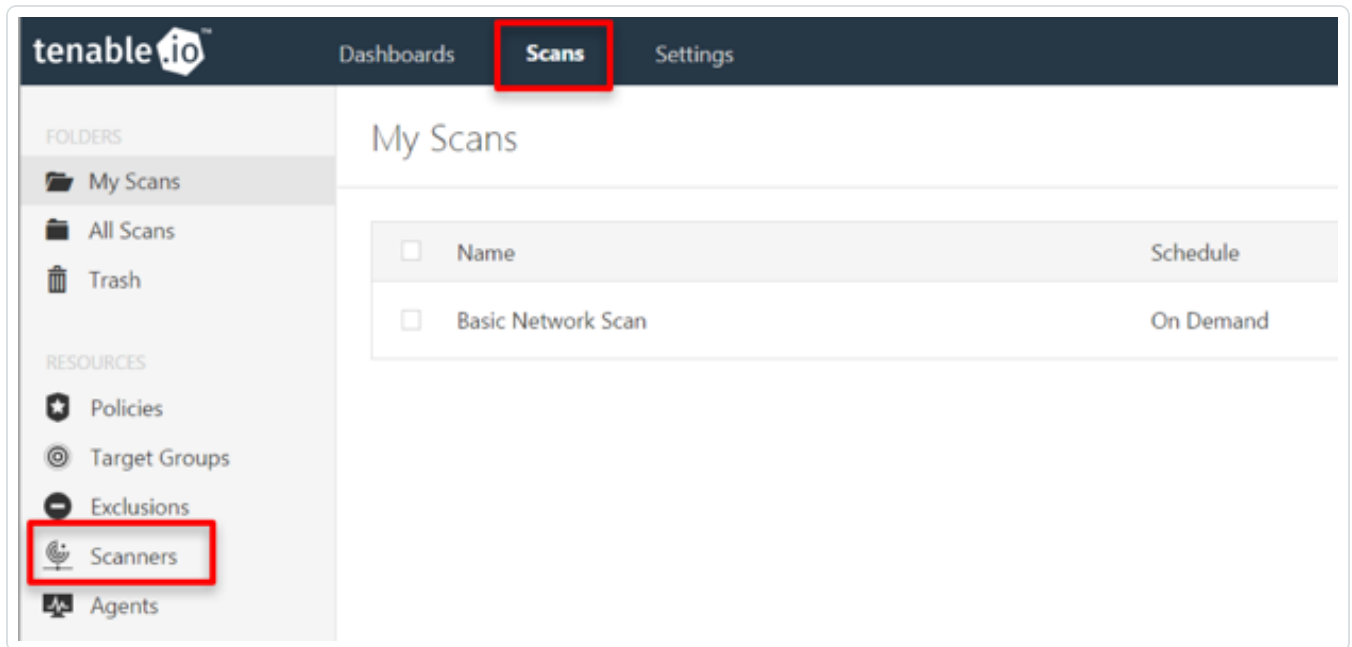 tenable.io™ Dashboards Scans Settings
FOLDERS
My Scans
All Scans
Trash
RESOURCES
Policies
Target Groups
Exclusions
Scanners
Agents
My Scans
Name Schedule
Basic Network Scan On Demand